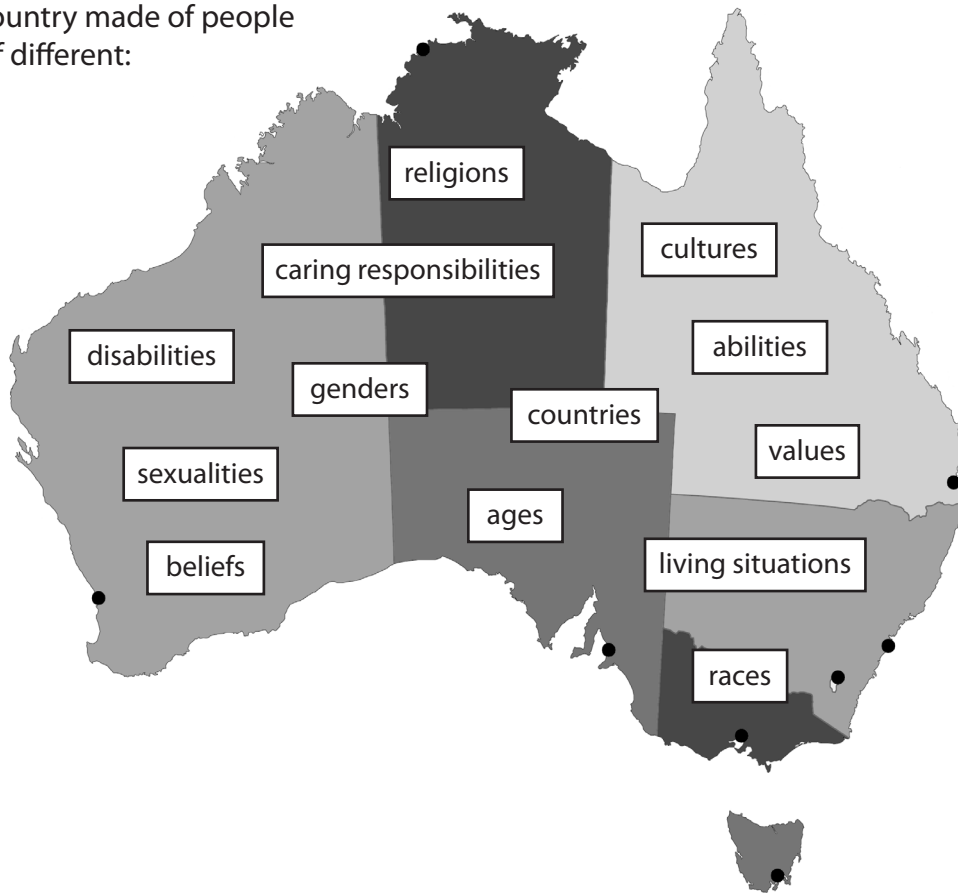 ountry made of people
f different:
religions
cultures
caring responsibilities
disabilities
abilities
genders
countries
values
sexualities
ages
beliefs
living situations
races